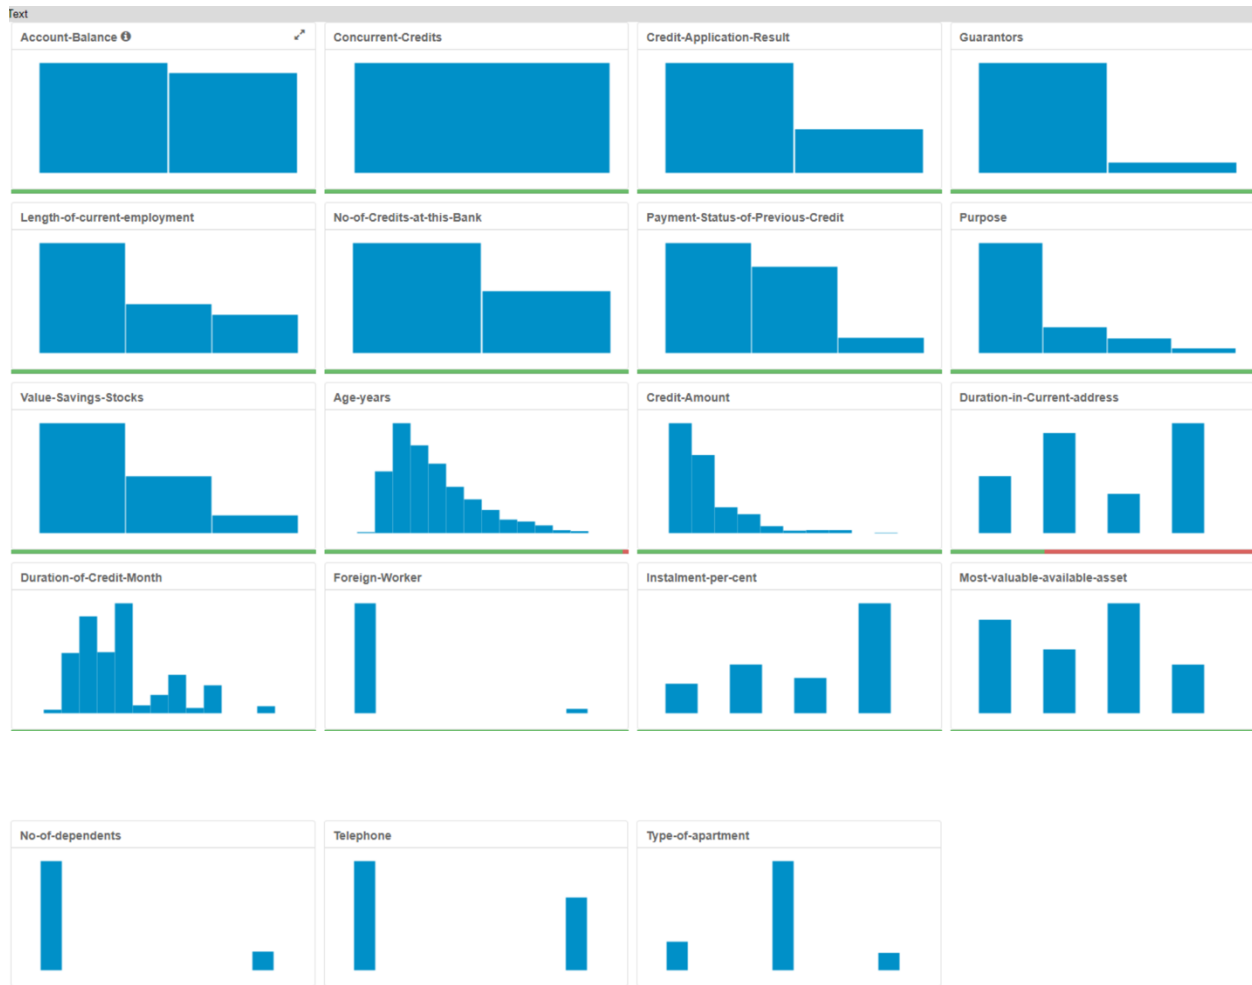 Text
Account-Balance
Concurrent-Credits
Credit-Application-Result
Guarantors
Length-of-current-employment
No-of-Credits-at-this-Bank
Payment-Status-of-Previous-Credit
Purpose
Value-Savings-Stocks
Age-years
Credit-Amount
Duration-in-Current-address
Duration-of-Credit-Month
Foreign-Worker
Instalment-per-cent
Most-valuable-available-asset
No-of-dependents
Telephone
Type-of-apartment